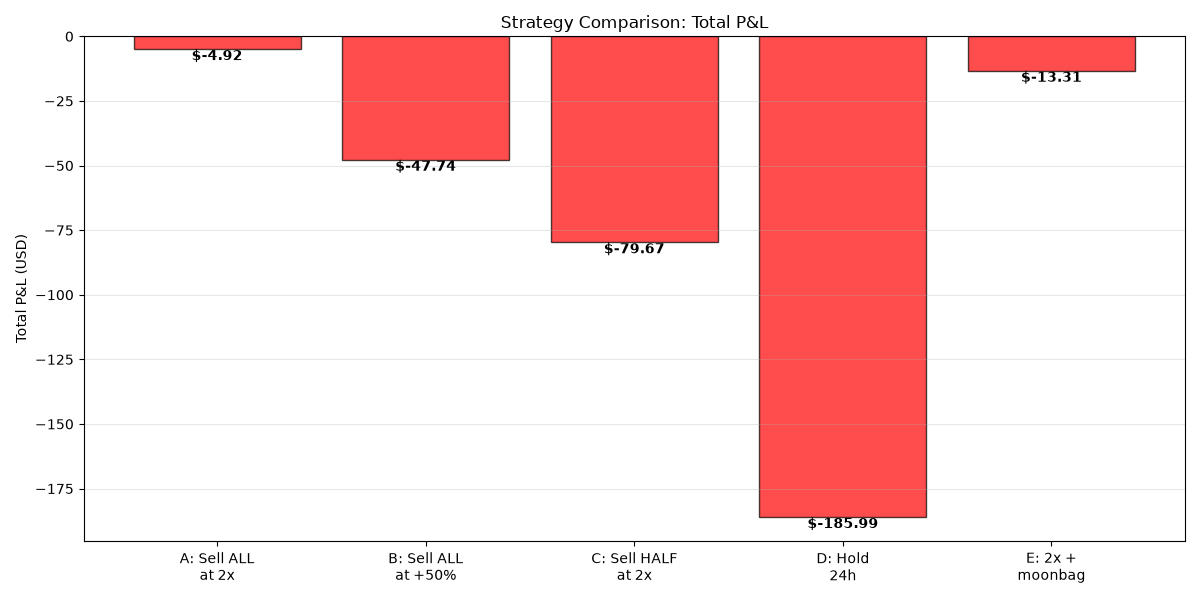 Strategy Comparison: Total P&L
Total P&L (USD)
0
−25
−50
−75
−100
−125
−150
−175
$-4.92
$-47.74
$-79.67
$-185.99
$-13.31
A: Sell ALL
at 2x
B: Sell ALL
at +50%
C: Sell HALF
at 2x
D: Hold
24h
E: 2x +
moonbag